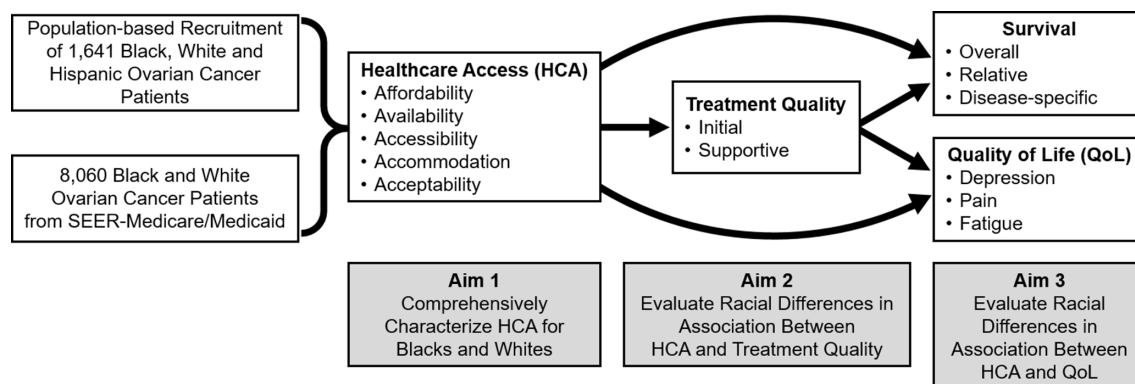 Population-based Recruitment
of 1,641 Black, White and
Hispanic Ovarian Cancer
Patients
8,060 Black and White
Ovarian Cancer Patients
from SEER-Medicare/Medicaid
Healthcare Access (HCA)
• Affordability
• Availability
• Accessibility
• Accommodation
• Acceptability
Treatment Quality
• Initial
• Supportive
Survival
• Overall
• Relative
• Disease-specific
Quality of Life (QoL)
• Depression
• Pain
• Fatigue
Aim 1
Comprehensively
Characterize HCA for
Blacks and Whites
Aim 2
Evaluate Racial Differences in
Association Between
HCA and Treatment Quality
Aim 3
Evaluate Racial
Differences in
Association Between
HCA and QoL